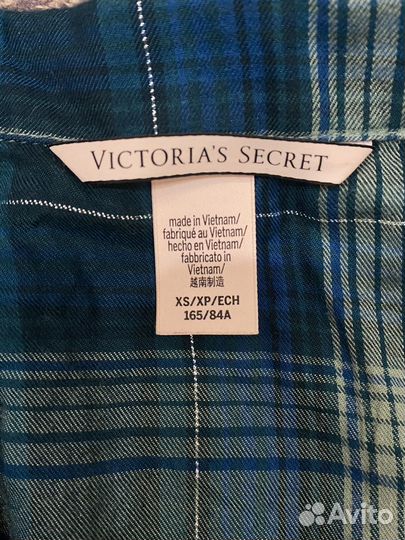 VICTORIA'S SECRET
made in Vietnam/
fabriqué au Vietnam/
hecho en Vietnam/
fabbricato in
Vietnam/
越南制造
XS/XP/ECH
165/84A
Avito